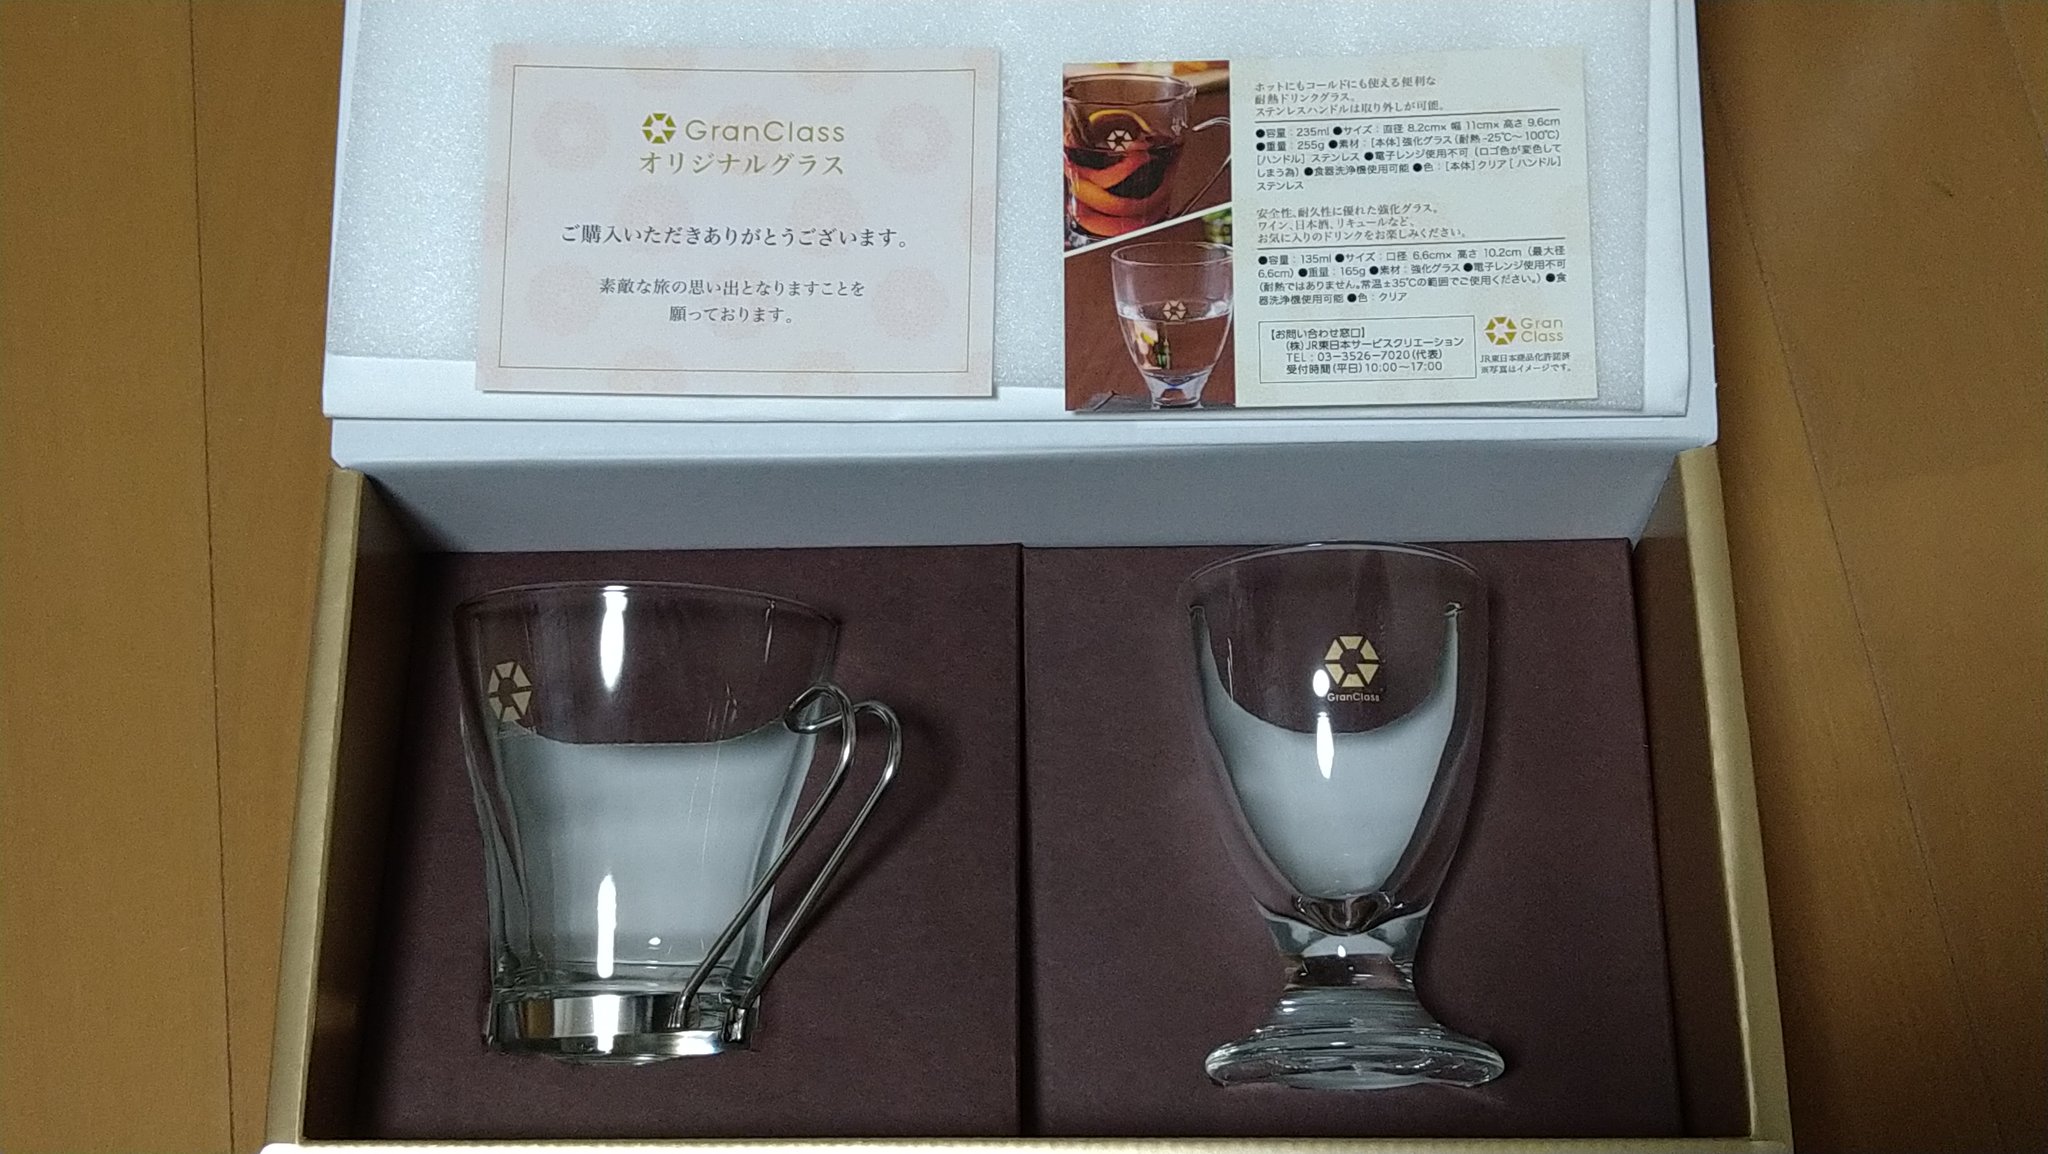 GranClass
オリジナルグラス
ご購入いただきありがとうございます。
素敵な旅の思い出となりますことを
願っております。
ホットにもコールドにも使える便利な
耐熱ドリンクグラス。
ステンレスハンドルは取り外しが可能。
●容量：235ml ●サイズ：直径 8.2cm× 幅 11cm× 高さ 9.6cm
●重量：255g ●素材：[本体] 強化グラス (耐熱 -25℃～100℃)
[ハンドル] ステンレス ●電子レンジ使用不可 (ロゴ色が変色して
しまう為) ●食器洗浄機使用可能 ●色：[本体] クリア [ハンドル]
ステンレス
安全性、耐久性に優れた強化グラス。
ワイン、日本酒、リキュールなど、
お気に入りのドリンクをお楽しみください。
●容量：135ml ●サイズ：口径 6.6cm× 高さ 10.2cm (最大径
6.6cm) ●重量：165g ●素材：強化グラス ●電子レンジ使用不可
(耐熱ではありません。常温±35℃の範囲でご使用ください。) ●食
器洗浄機使用可能 ●色：クリア
【お問い合わせ窓口】
(株)JR東日本サービスクリエーション
TEL：03-3526-7020 (代表)
受付時間 (平日) 10:00～17:00
Gran
Class
JR東日本商品化許諾済
※写真はイメージです。
GranClass